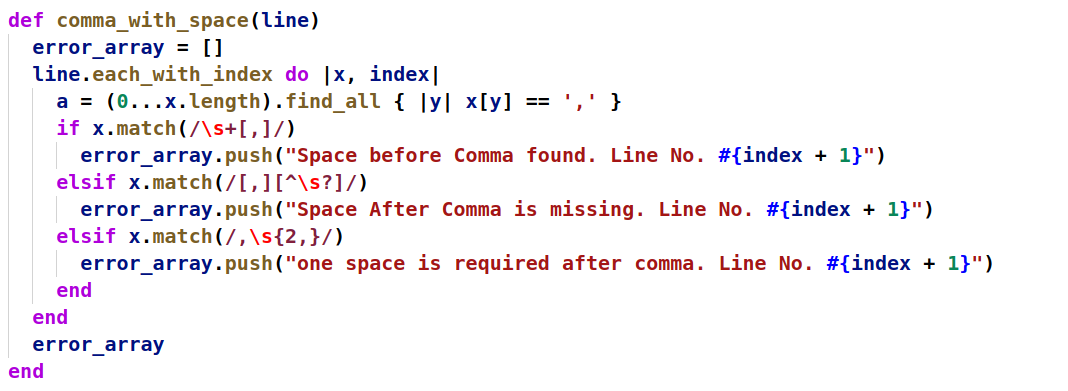 def comma_with_space(line)
  error_array = []
  line.each_with_index do |x, index|
    a = (0...x.length).find_all { |y| x[y] == ',' }
    if x.match(/\s+[,]/)
      error_array.push("Space before Comma found. Line No. #{index + 1}")
    elsif x.match(/[,][^\s?]/)
      error_array.push("Space After Comma is missing. Line No. #{index + 1}")
    elsif x.match(/,\s{2,}/)
      error_array.push("one space is required after comma. Line No. #{index + 1}")
    end
  end
  error_array
end